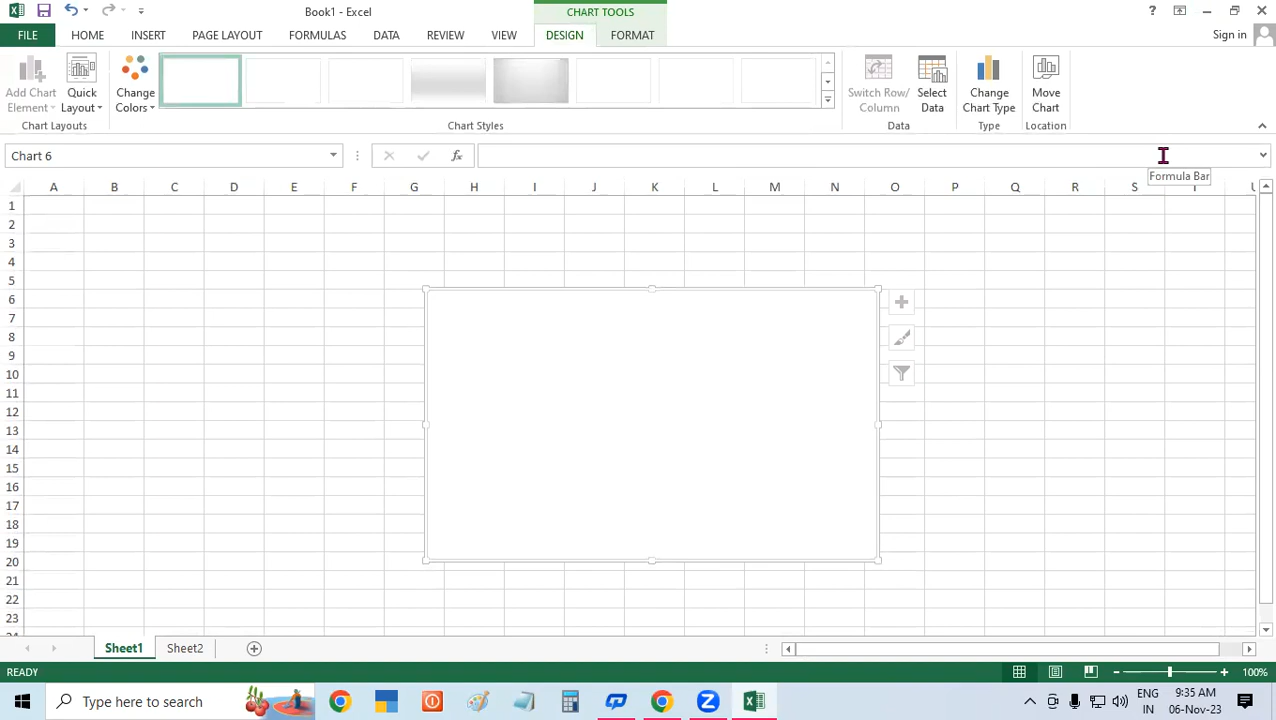 Book1 - Excel
CHART TOOLS
?
FILE
HOME
INSERT
PAGE LAYOUT
FORMULAS
DATA
REVIEW
VIEW
DESIGN
FORMAT
Sign in
Add Chart
Element
Quick
Layout
Change
Colors
Switch Row/
Column
Select
Data
Change
Chart Type
Move
Chart
Chart Layouts
Chart Styles
Data
Type
Location
Chart 6
fx
Formula Bar
A B C D E F G H I J K L M N O P Q R S T U
1
2
3
4
5
6
7
8
9
10
11
12
13
14
15
16
17
18
19
20
21
22
23
Sheet1
Sheet2
READY
100%
Type here to search
ENG
IN
9:35 AM
06-Nov-23